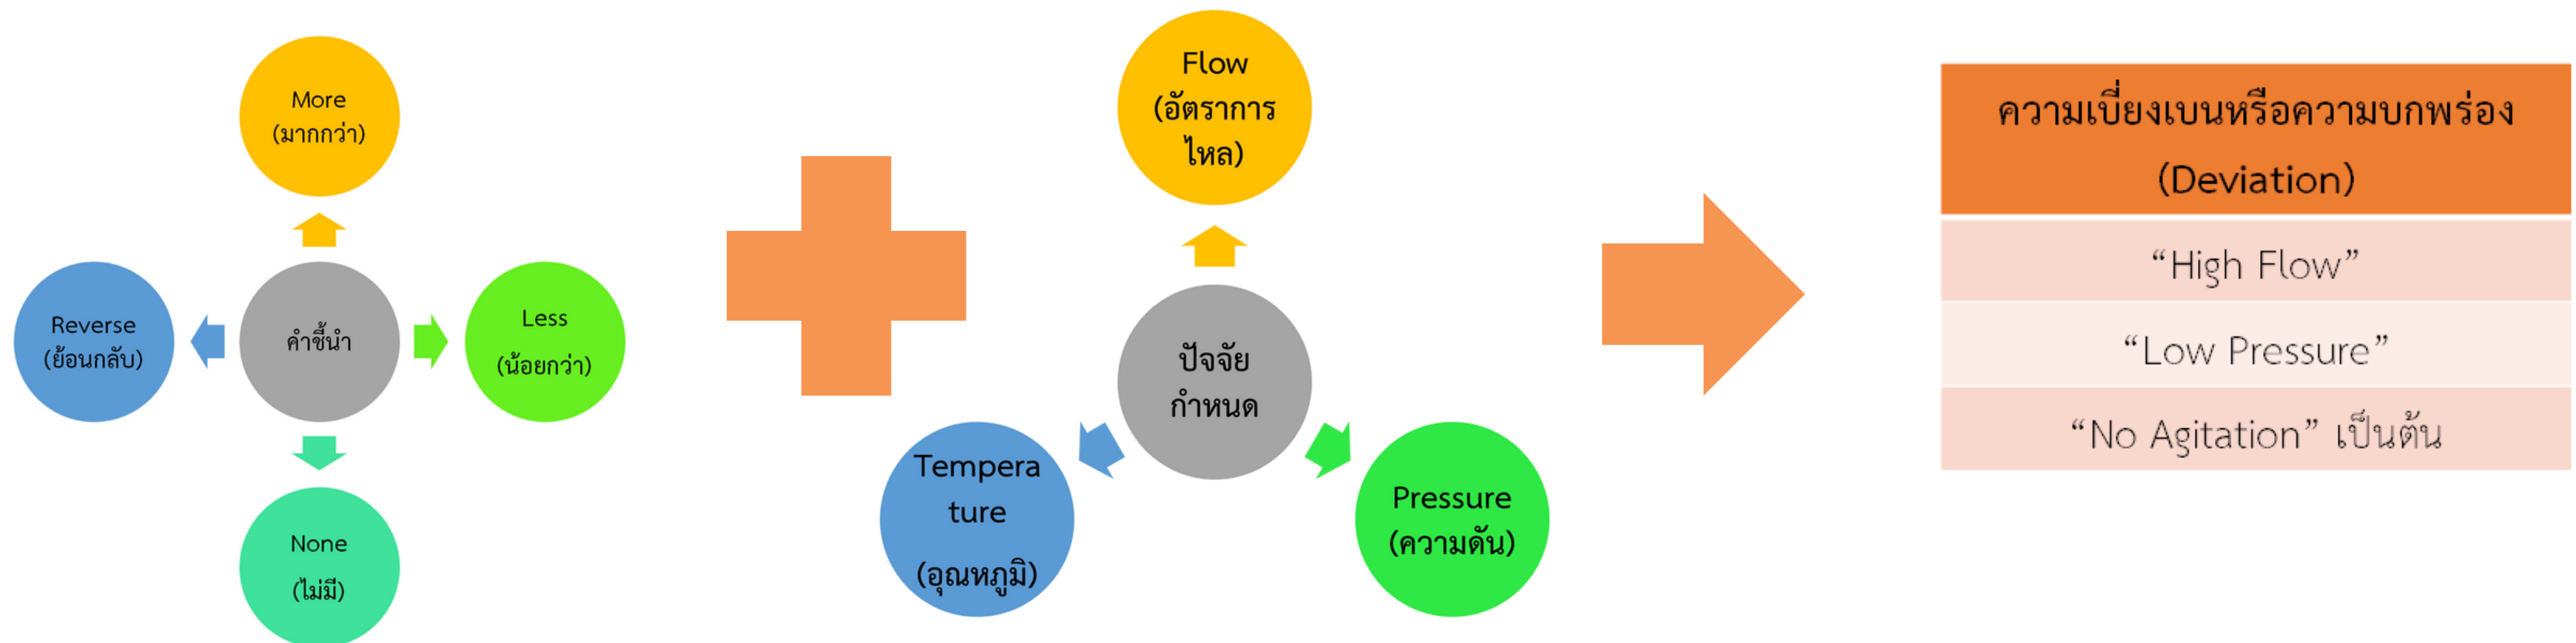 More
(มากกว่า)
Reverse
(ย้อนกลับ)
คำชี้นำ
Less
(น้อยกว่า)
None
(ไม่มี)
Flow
(อัตราการ
ไหล)
ปัจจัย
กำหนด
Tempera
ture
(อุณหภูมิ)
Pressure
(ความดัน)
ความเบี่ยงเบนหรือความบกพร่อง
(Deviation)
“High Flow”
“Low Pressure”
“No Agitation” เป็นต้น